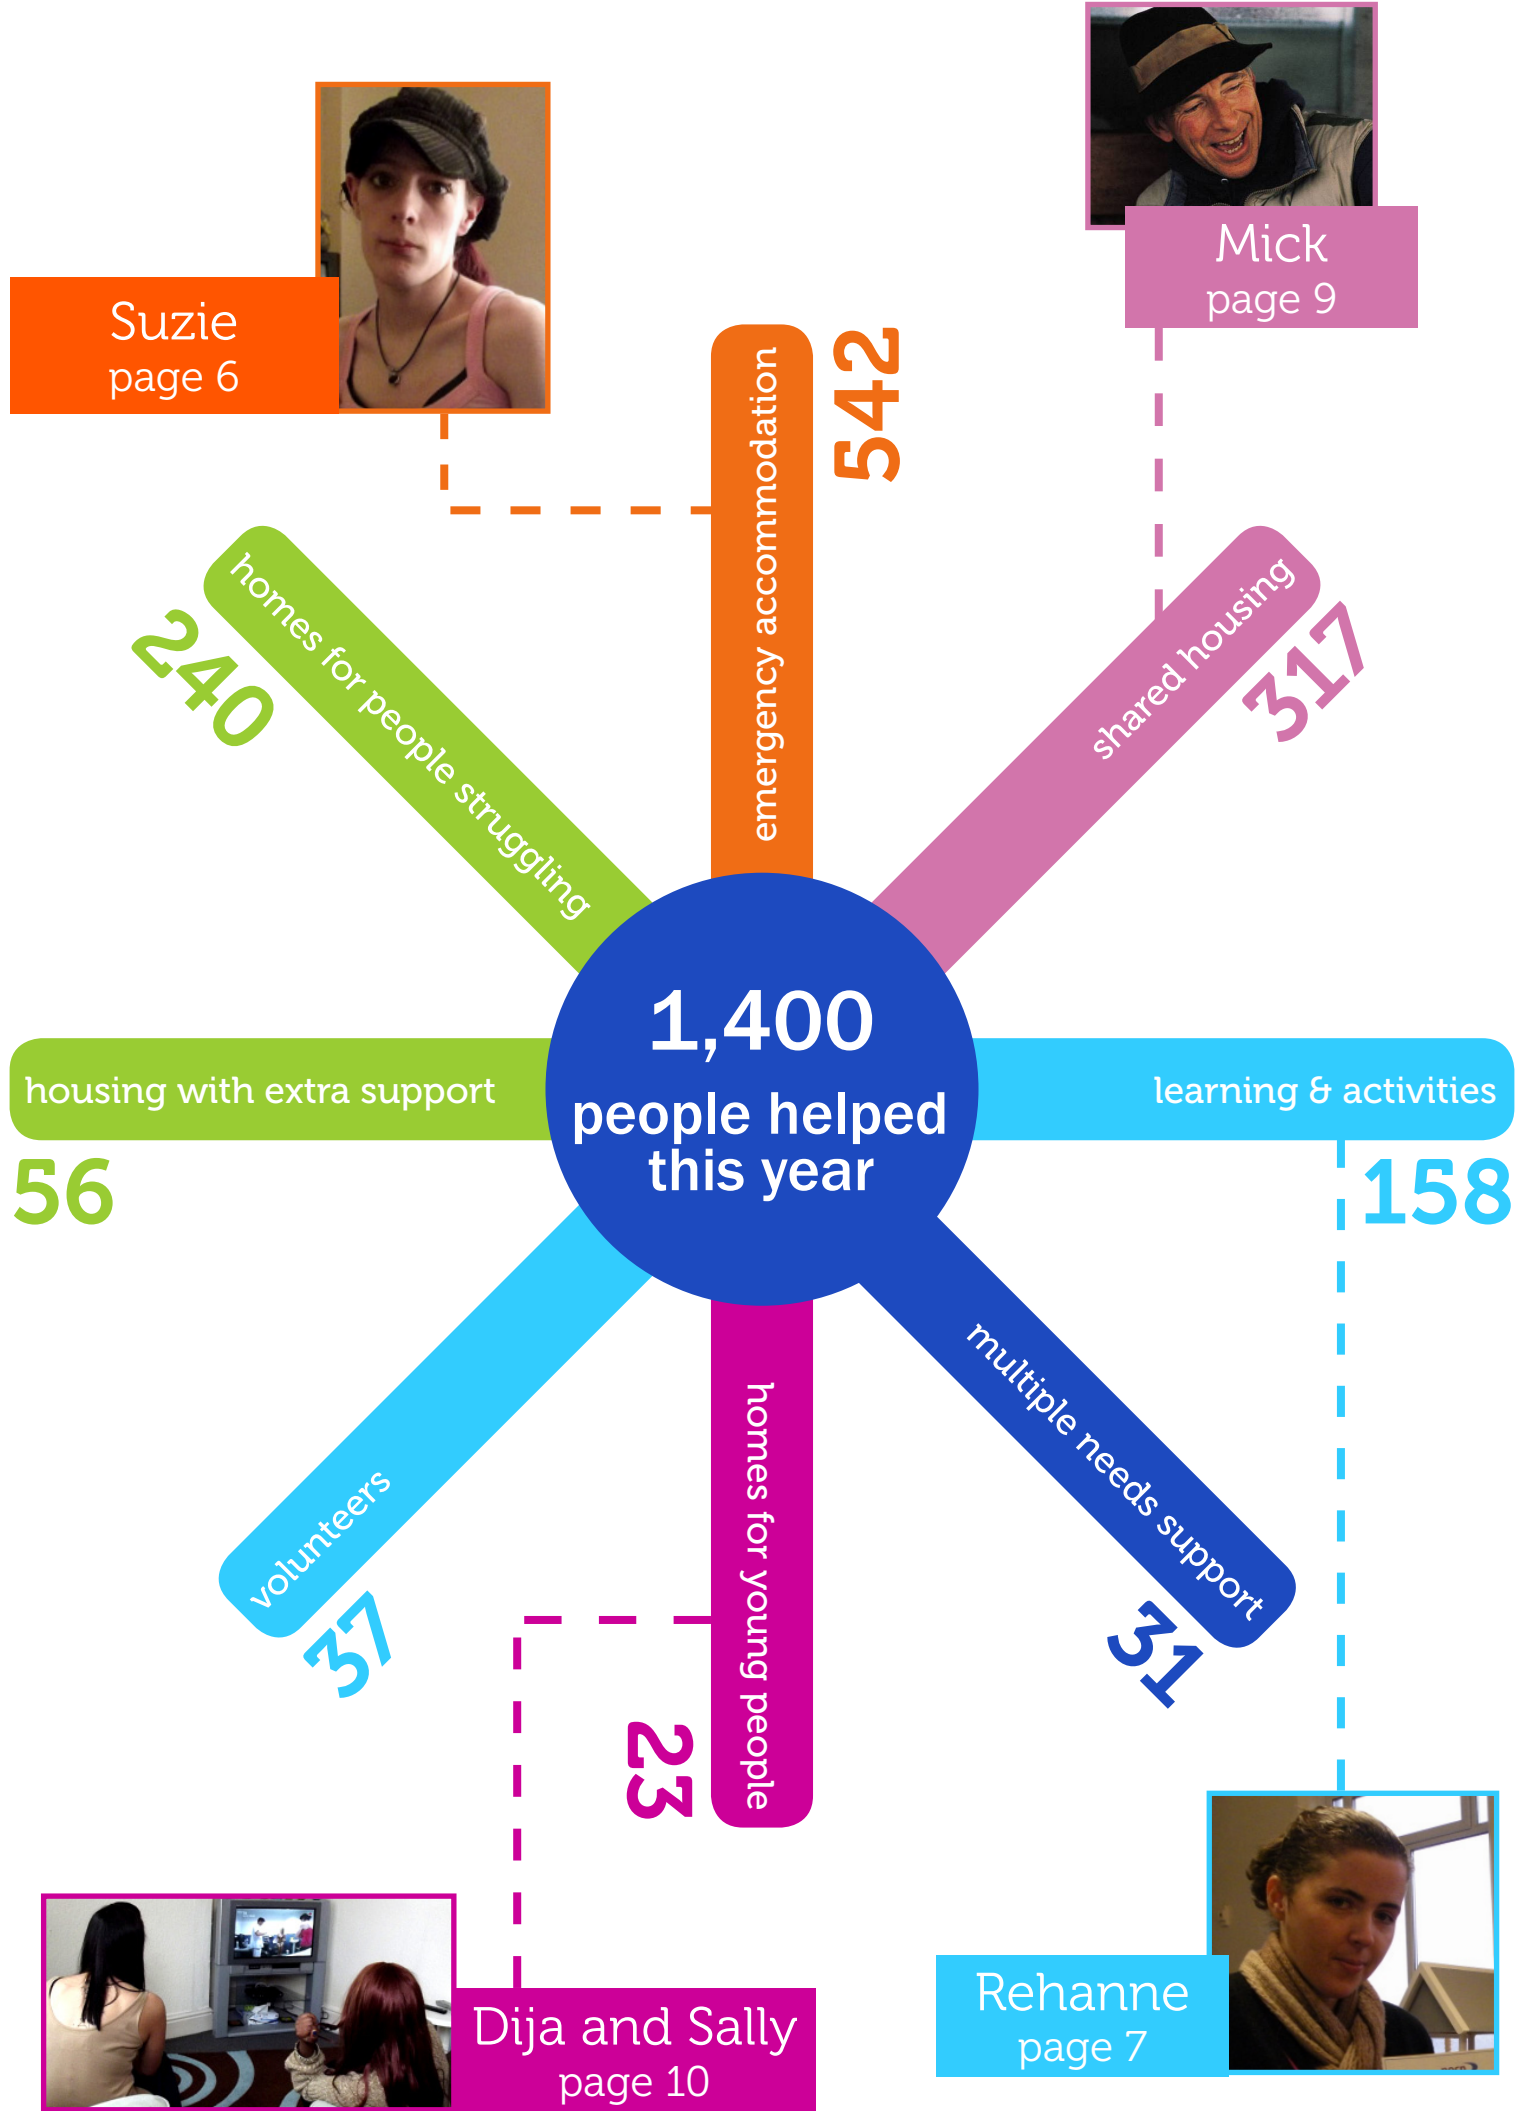 Mick
page 9
Suzie
page 6
emergency accommodation
542
shared housing
317
homes for people struggling
240
1,400
people helped
this year
housing with extra support
56
learning & activities
158
volunteers
37
homes for young people
23
multiple needs support
31
Dija and Sally
page 10
Rehanne
page 7